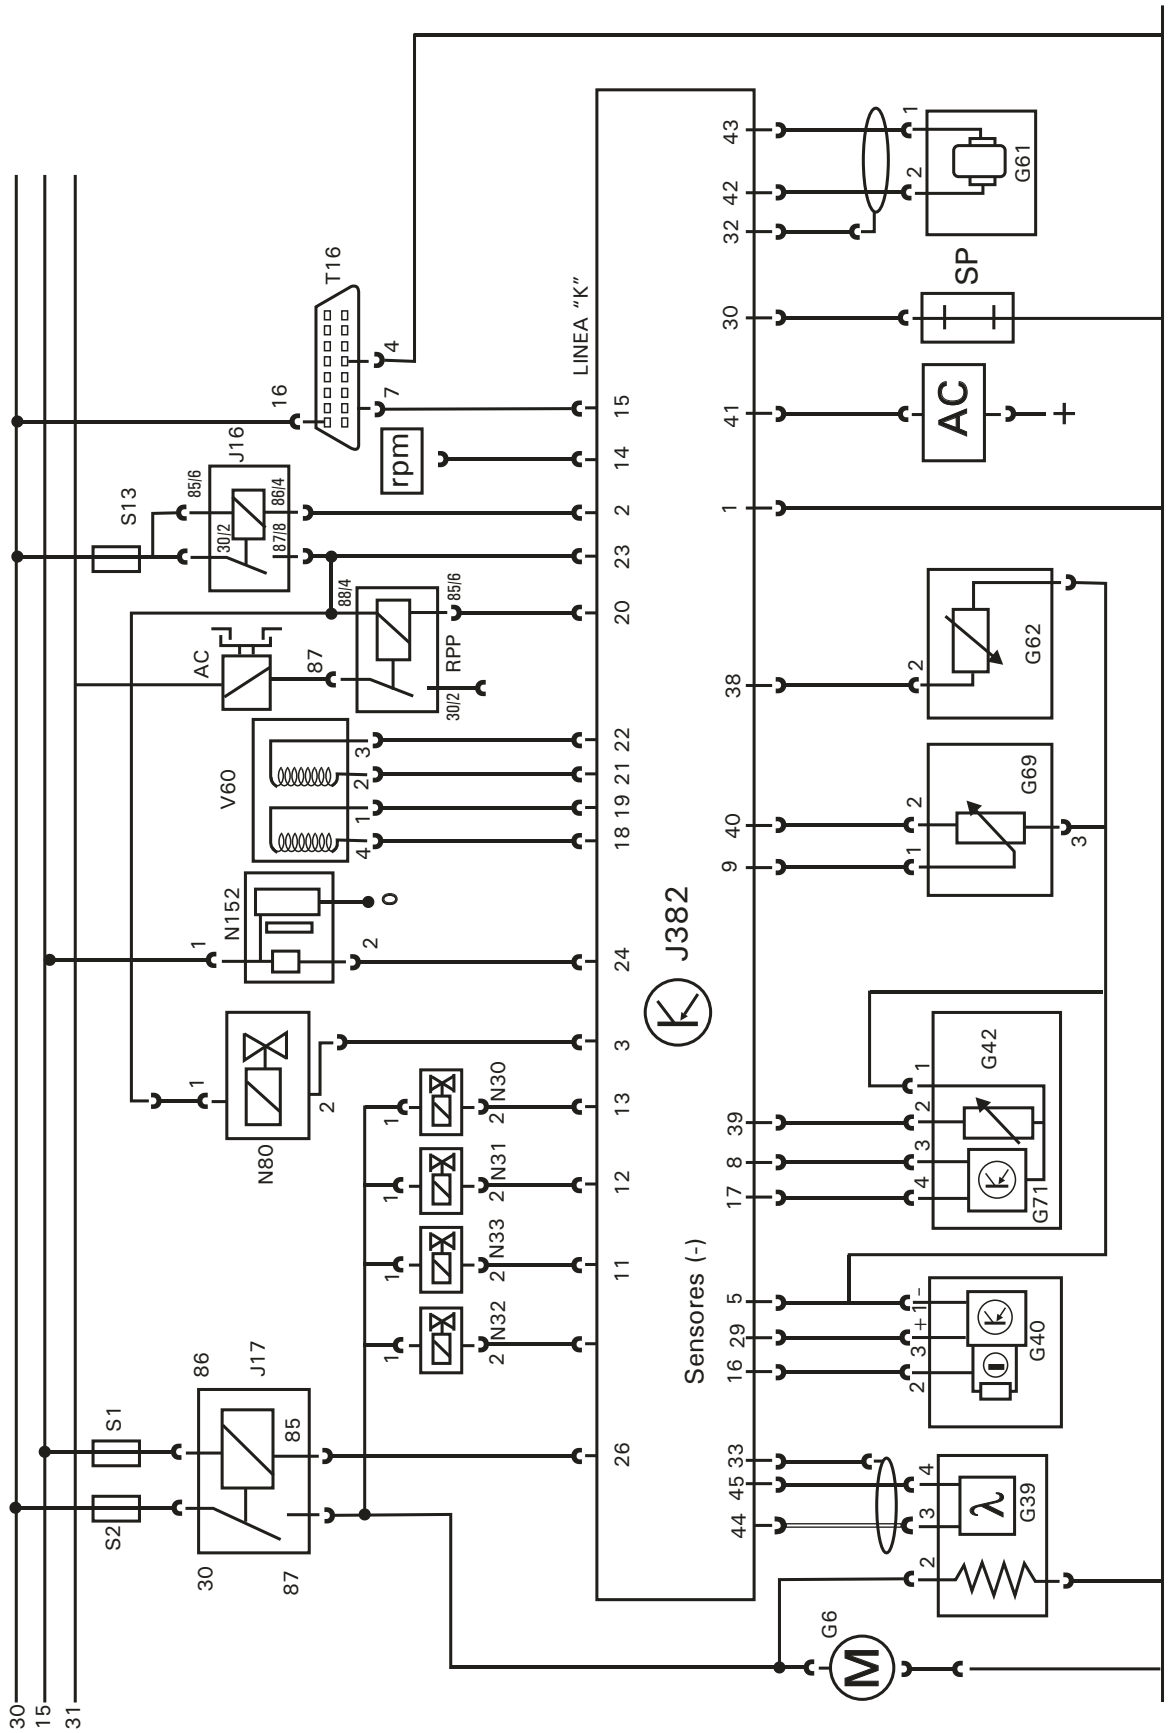 30
15
31
S2
S1
30
86
J17
85
87
N80
1
2
1
N152
2
0
V60
4
1
2
3
AC
87
30/2
RPP
85/6
88/4
S13
85/6
J16
30/2
86/4
87/8
16
T16
7
4
rpm
LINEA "K"
1
2
N32
1
2
N33
1
2
N31
1
2
N30
26
11
12
13
3
24
18
19
21
22
20
23
2
14
15
J382
Sensores (-)
44
45
33
16
29
5
17
8
39
9
40
38
1
41
30
32
42
43
G6
M
2
3
4
λ
G39
2
3
+
1
-
G40
4
3
2
1
G71
G42
1
2
G69
3
2
G62
AC
+
SP
2
1
G61